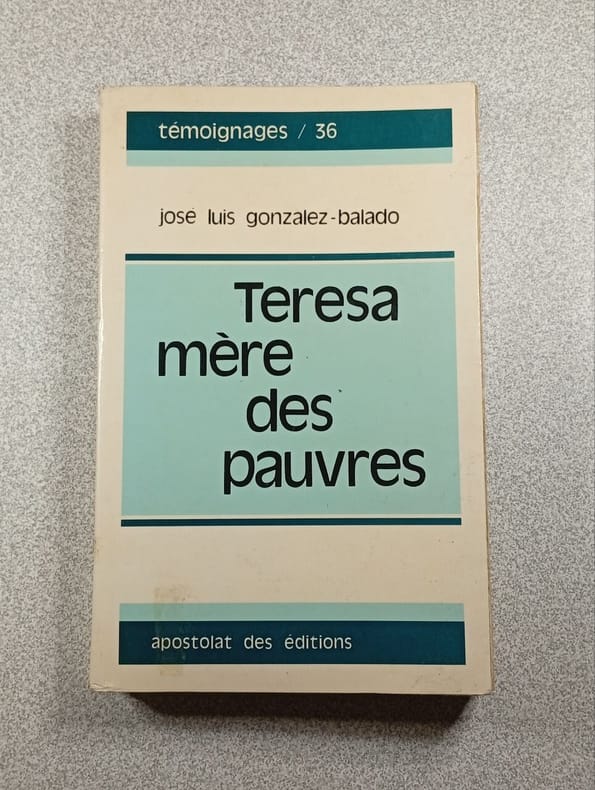 témoignages / 36
josé luis gonzalez-balado
Teresa
mère
des
pauvres
apostolat des éditions